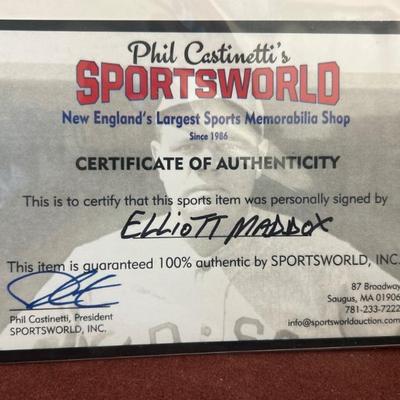 Phil Castinetti's
SPORTSWORLD
New England's Largest Sports Memorabilia Shop
Since 1986
CERTIFICATE OF AUTHENTICITY
This is to certify that this sports item was personally signed by
ELLIOTT MADDOX
This item is guaranteed 100% authentic by SPORTSWORLD, INC.
Phil Castinetti, President
SPORTSWORLD, INC.
87 Broadway
Saugus, MA 01906
781-233-7222
info@sportsworldauction.com